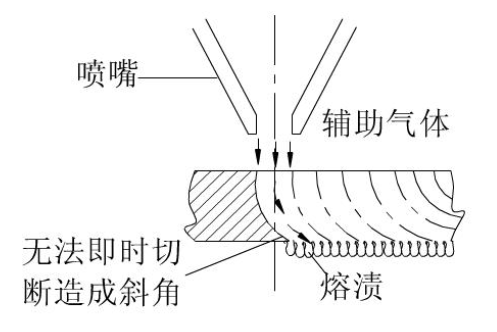 喷嘴
辅助气体
无法即时切
断造成斜角
熔渍